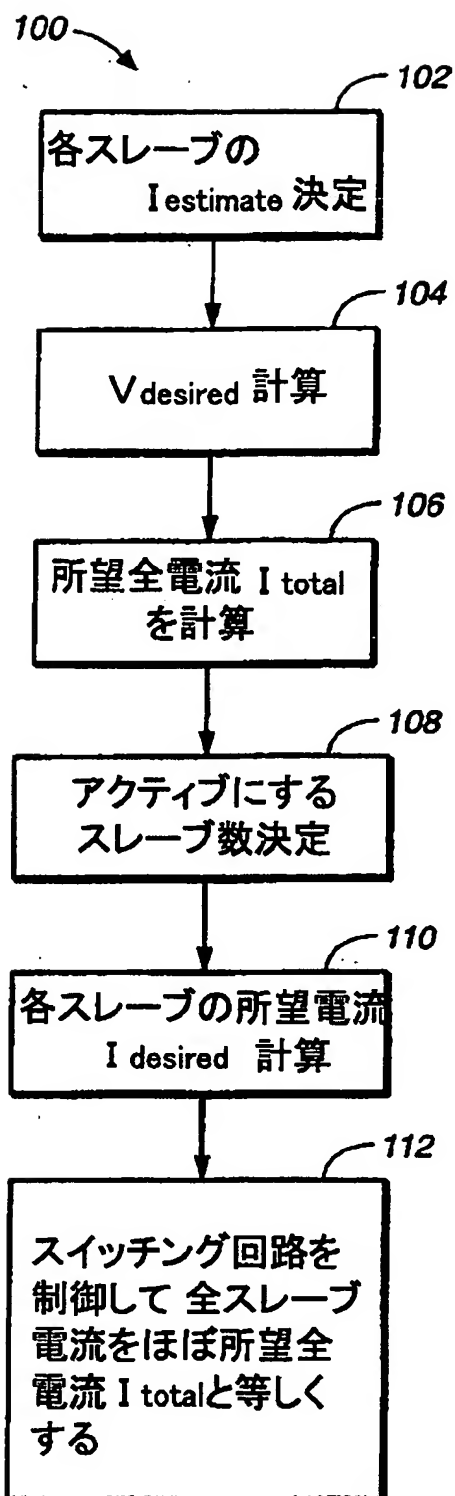 100
102
各スレーブの
Iestimate 決定
104
Vdesired 計算
106
所望全電流 Itotal
を計算
108
アクティブにする
スレーブ数決定
110
各スレーブの所望電流
I desired 計算
112
スイッチング回路を
制御して 全スレーブ
電流をほぼ所望全
電流 I totalと等しく
する